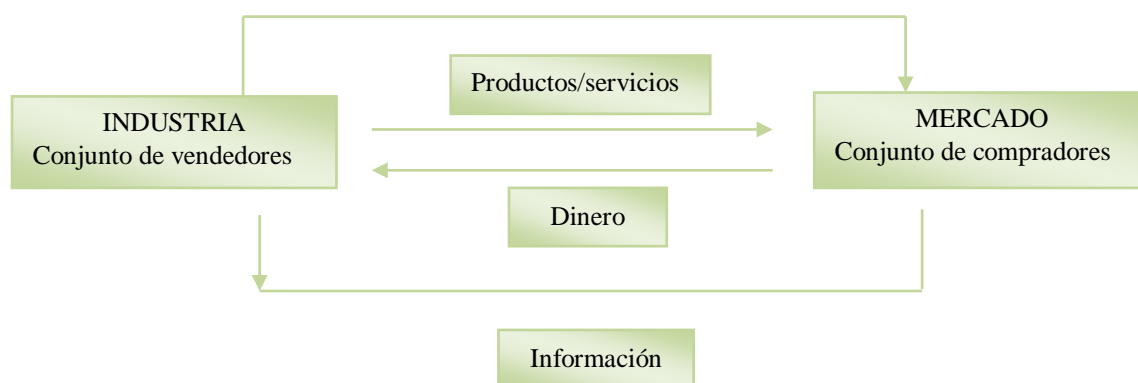 Productos/servicios
INDUSTRIA
Conjunto de vendedores
MERCADO
Conjunto de compradores
Dinero
Información